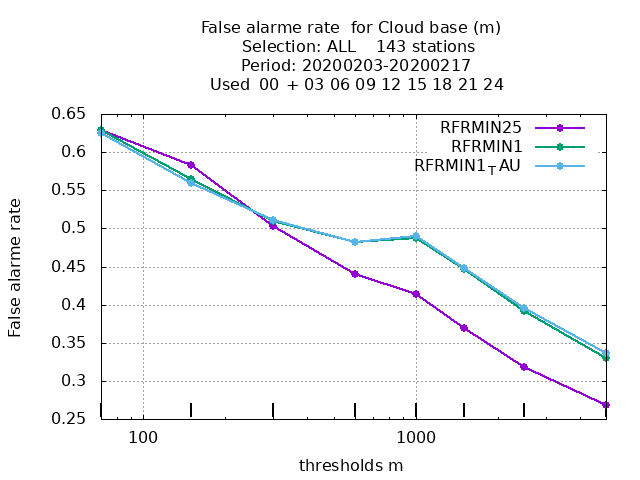 False alarme rate  for Cloud base (m)
Selection: ALL    143 stations
Period: 20200203-20200217
Used  00 + 03 06 09 12 15 18 21 24
0.65
0.6
0.55
0.5
0.45
0.4
0.35
0.3
0.25
False alarme rate
RFRMIN25
RFRMIN1
RFRMIN1TAU
100
1000
thresholds m